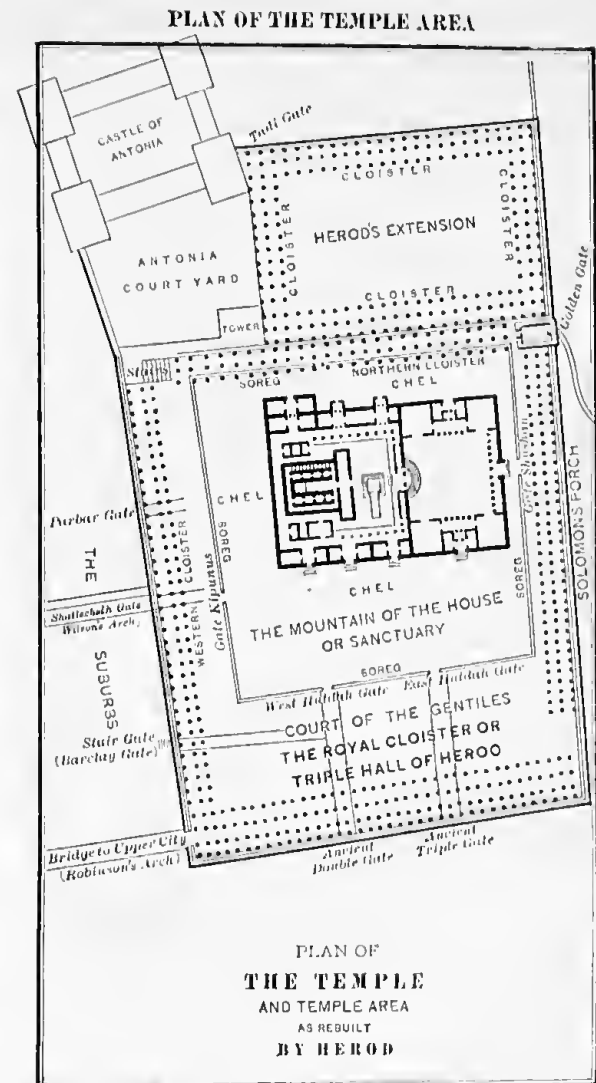 PLAN OF THE TEMPLE AREA
CASTLE OF
ANTONIA
Tadi Gate
CLOISTER
CLOISTER
CLOISTER
HEROD'S EXTENSION
ANTONIA
COURT YARD
CLOISTER
Golden Gate
TOWER
Stairs
SOREG
NORTHERN CLOISTER
CHEL
Gate Shushan
SOLOMONS PORCH
CHEL
Parbar Gate
THE
SUBURBS
CLOISTER
WESTERN
SOREG
Gate Kipunus
SOREG
Shallecheth Gate
Wilson's Arch)
CHEL
THE MOUNTAIN OF THE HOUSE
OR SANCTUARY
SOREG
West Huldah Gate
East Huldah Gate
Stair Gate
(Barclay Gate)
COURT OF THE GENTILES
THE ROYAL CLOISTER OR
TRIPLE HALL OF HEROO
Bridge to Upper City
(Robinson's Arch)
Ancient
Double Gate
Ancient
Triple Gate
PLAN OF
THE TEMPLE
AND TEMPLE AREA
AS REBUILT
BY HEROD